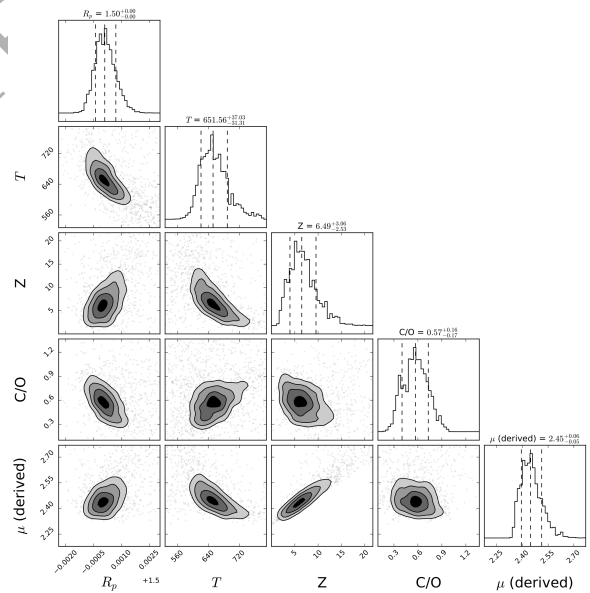 R_p = 1.50^{+0.00}_{-0.00}
T = 651.56^{+37.03}_{-31.31}
720
640
560
T
Z = 6.49^{+3.06}_{-2.53}
20
15
10
5
Z
C/O = 0.57^{+0.16}_{-0.17}
1.2
0.9
0.6
0.3
C/O
μ (derived) = 2.45^{+0.06}_{-0.05}
2.70
2.55
2.40
2.25
μ (derived)
−0.0020 −0.0005 0.0010 0.0025 560 640 720 5 10 15 20 0.3 0.6 0.9 1.2 2.25 2.40 2.55 2.70
+1.5
R_p T Z C/O μ (derived)